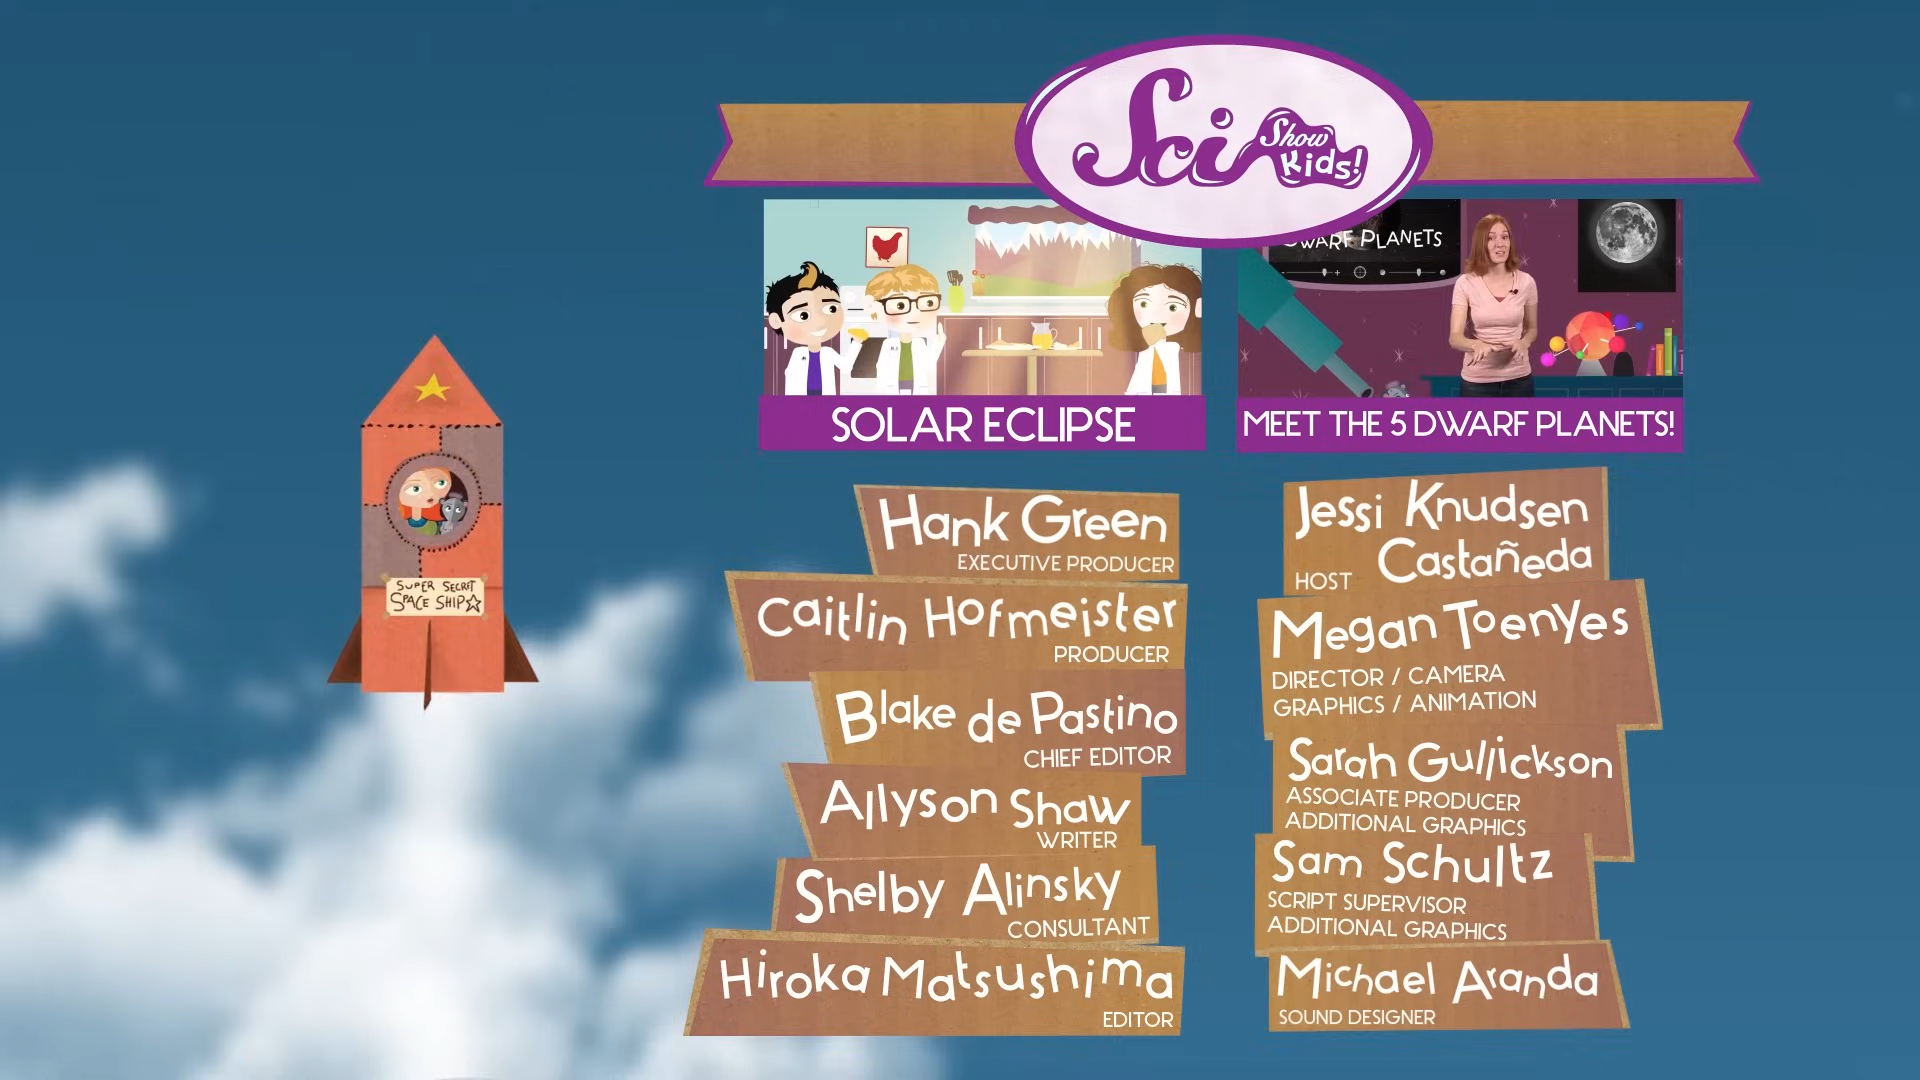 Sci
Show
Kids!
DWARF PLANETS
SOLAR ECLIPSE
MEET THE 5 DWARF PLANETS!
SUPER SECRET
SPACE SHIP
Hank Green
EXECUTIVE PRODUCER
Caitlin Hofmeister
PRODUCER
Blake de Pastino
CHIEF EDITOR
Allyson Shaw
WRITER
Shelby Alinsky
CONSULTANT
Hiroka Matsushima
EDITOR
Jessi Knudsen
Castañeda
HOST
Megan Toenyes
DIRECTOR / CAMERA
GRAPHICS / ANIMATION
Sarah Gullickson
ASSOCIATE PRODUCER
ADDITIONAL GRAPHICS
Sam Schultz
SCRIPT SUPERVISOR
ADDITIONAL GRAPHICS
Michael Aranda
SOUND DESIGNER